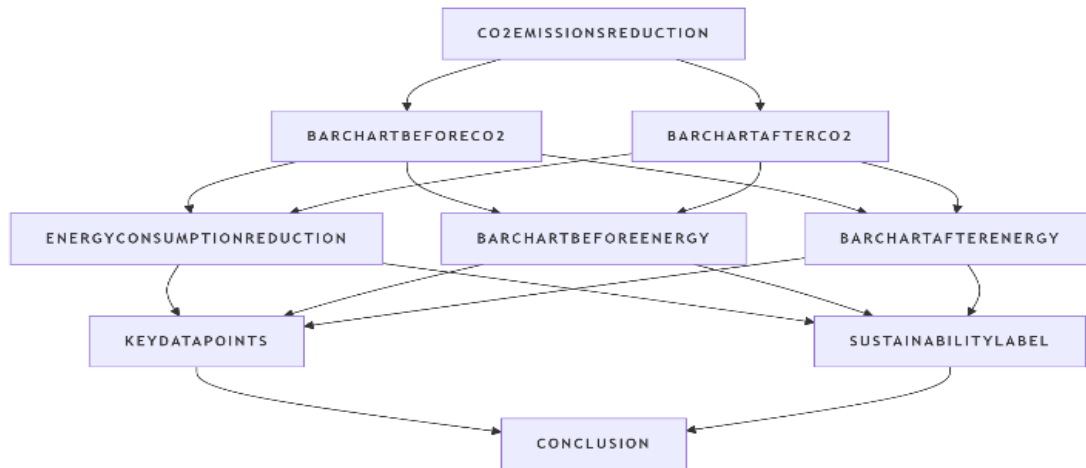 CO2EMISSIONSREDUCTION
BARCHARTBEFORECO2
BARCHARTAFTERCO2
ENERGYCONSUMPTIONREDUCTION
BARCHARTBEFOREENERGY
BARCHARTAFTERENERGY
KEYDATAPOINTS
SUSTAINABILITYLABEL
CONCLUSION